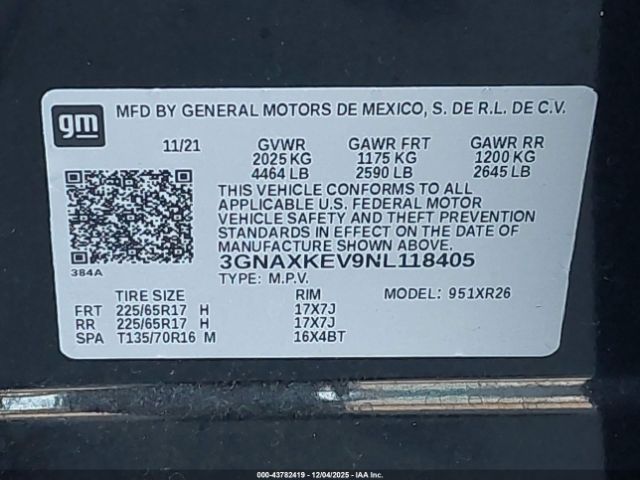 gm
MFD BY GENERAL MOTORS DE MEXICO, S. DE R.L. DE C.V.
11/21 GVWR GAWR FRT GAWR RR
2025 KG 1175 KG 1200 KG
4464 LB 2590 LB 2645 LB
THIS VEHICLE CONFORMS TO ALL
APPLICABLE U.S. FEDERAL MOTOR
VEHICLE SAFETY AND THEFT PREVENTION
STANDARDS IN EFFECT ON THE DATE OF
MANUFACTURE SHOWN ABOVE.
384A
3GNAXKEV9NL118405
TYPE: M.P.V.
TIRE SIZE RIM MODEL: 951XR26
FRT 225/65R17 H 17X7J
RR 225/65R17 H 17X7J
SPA T135/70R16 M 16X4BT
000-43782419 | 12/04/2025 | IAA Inc.